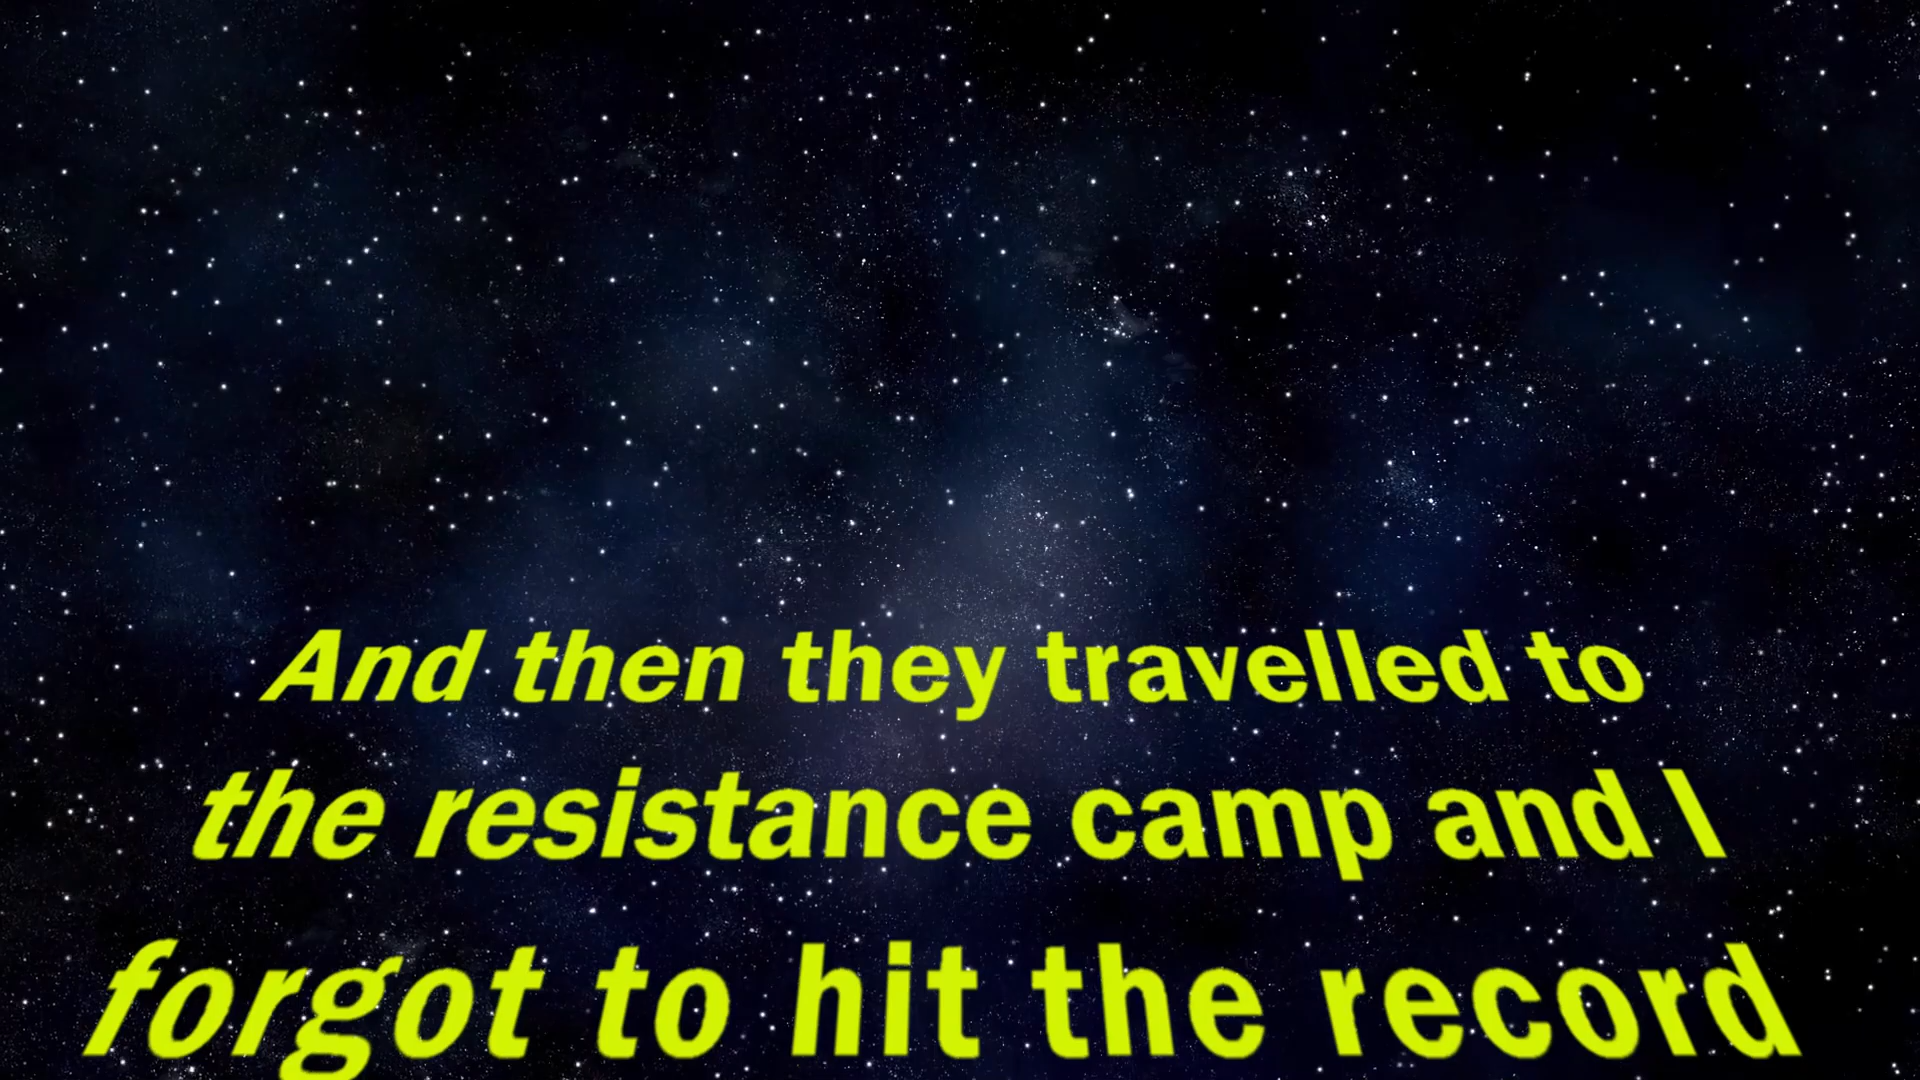 And then they travelled to
the resistance camp and I
forgot to hit the record